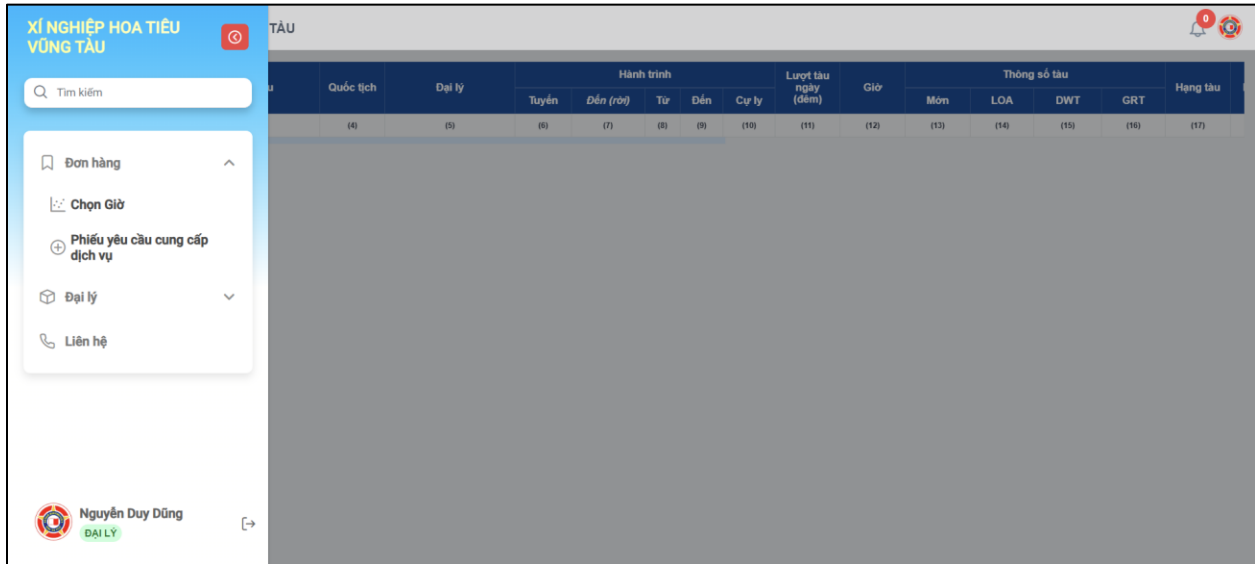 XÍ NGHIỆP HOA TIÊU
VŨNG TÀU
TÀU
0
Tìm kiếm
Đơn hàng
Chọn Giờ
Phiếu yêu cầu cung cấp
dịch vụ
Đại lý
Liên hệ
Nguyễn Duy Dũng
ĐẠI LÝ
u
Quốc tịch
Đại lý
Hành trình
Lượt tàu
ngày
(đêm)
Giờ
Thông số tàu
Hạng tàu
Tuyến
Đến (rời)
Từ
Đến
Cự ly
Mớn
LOA
DWT
GRT
(4) (5) (6) (7) (8) (9) (10) (11) (12) (13) (14) (15) (16) (17)